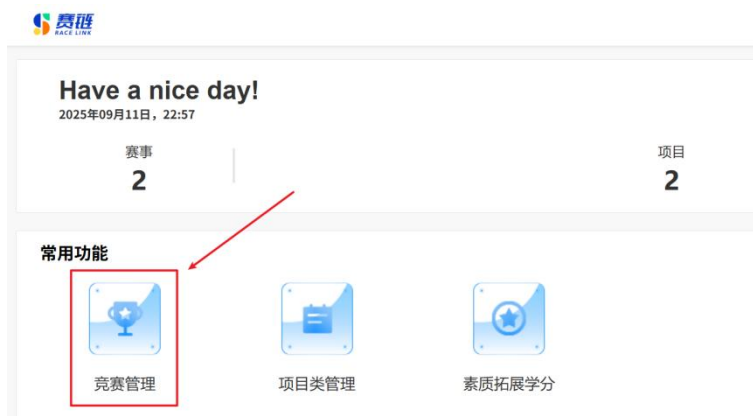 赛链
RACE LINK
Have a nice day!
2025年09月11日，22:57
赛事
项目
2
2
常用功能
竞赛管理
项目类管理
素质拓展学分